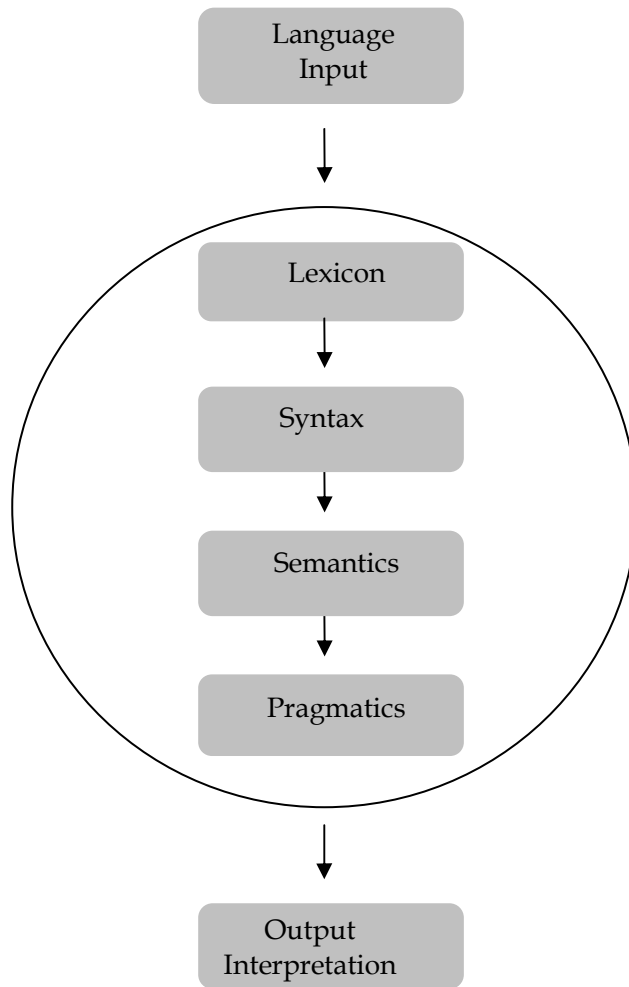 Language
Input
Lexicon
Syntax
Semantics
Pragmatics
Output
Interpretation